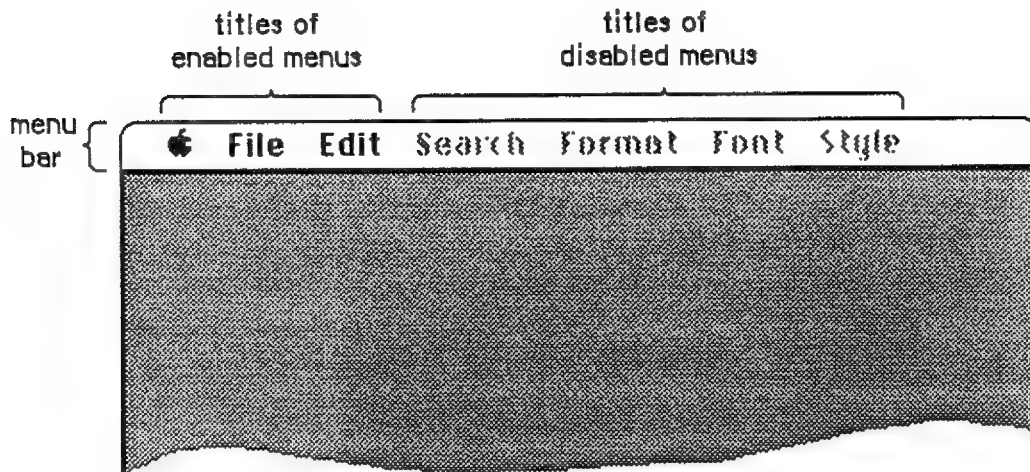 titles of
enabled menus
titles of
disabled menus
menu
bar
File Edit Search Format Font Style